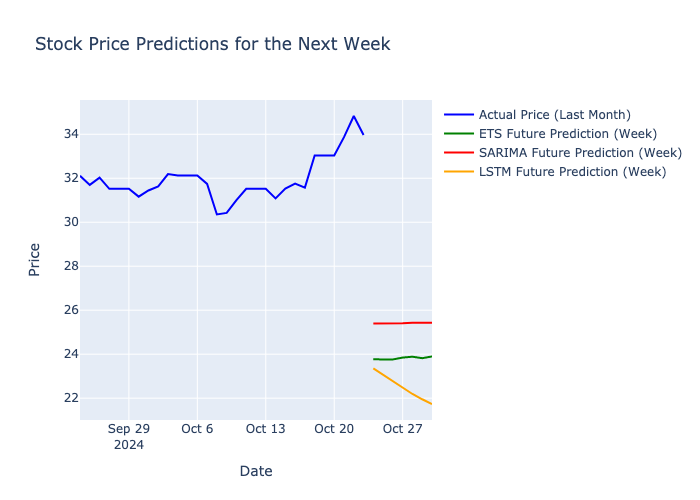 Stock Price Predictions for the Next Week
Actual Price (Last Month)
ETS Future Prediction (Week)
SARIMA Future Prediction (Week)
LSTM Future Prediction (Week)
Price
34
32
30
28
26
24
22
Sep 29
2024
Oct 6
Oct 13
Oct 20
Oct 27
Date